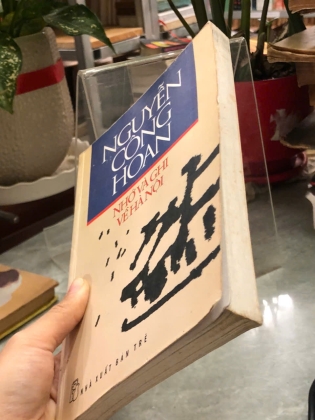 NGUYỄN
CÔNG
HOAN
NHỚ VÀ GHI
VỀ HÀ NỘI
NHÀ XUẤT BẢN TRẺ